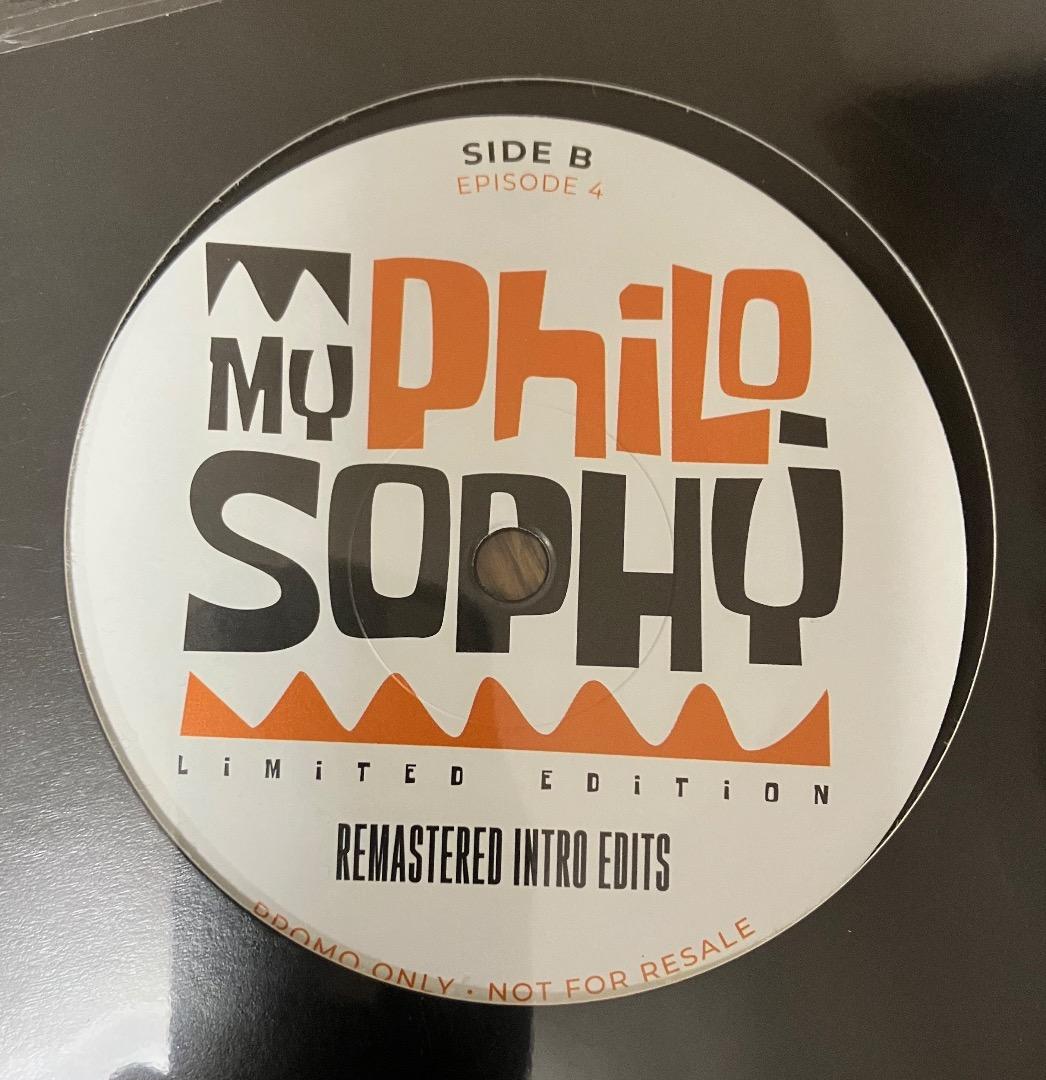 SIDE B
EPISODE 4
MY PhiLO
SOPHY
LiMiTED EDiTiON
REMASTERED INTRO EDITS
PROMO ONLY · NOT FOR RESALE